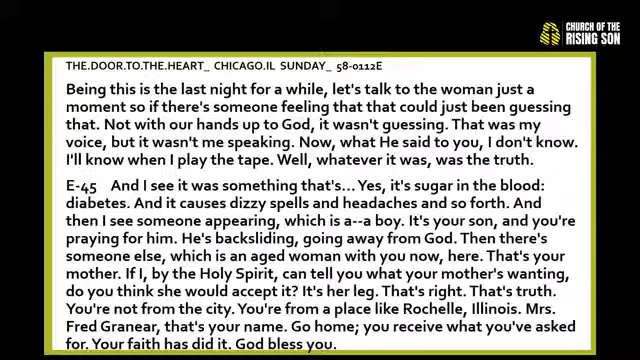 CHURCH OF THE
RISING SON
THE.DOOR.TO.THE.HEART_ CHICAGO.IL SUNDAY_ 58-0112E
Being this is the last night for a while, let's talk to the woman just a
moment so if there's someone feeling that that could just been guessing
that. Not with our hands up to God, it wasn't guessing. That was my
voice, but it wasn't me speaking. Now, what He said to you, I don't know.
I'll know when I play the tape. Well, whatever it was, was the truth.
E-45 And I see it was something that's... Yes, it's sugar in the blood:
diabetes. And it causes dizzy spells and headaches and so forth. And
then I see someone appearing, which is a--a boy. It's your son, and you're
praying for him. He's backsliding, going away from God. Then there's
someone else, which is an aged woman with you now, here. That's your
mother. If I, by the Holy Spirit, can tell you what your mother's wanting,
do you think she would accept it? It's her leg. That's right. That's truth.
You're not from the city. You're from a place like Rochelle, Illinois. Mrs.
Fred Granear, that's your name. Go home; you receive what you've asked
for. Your faith has did it. God bless you.